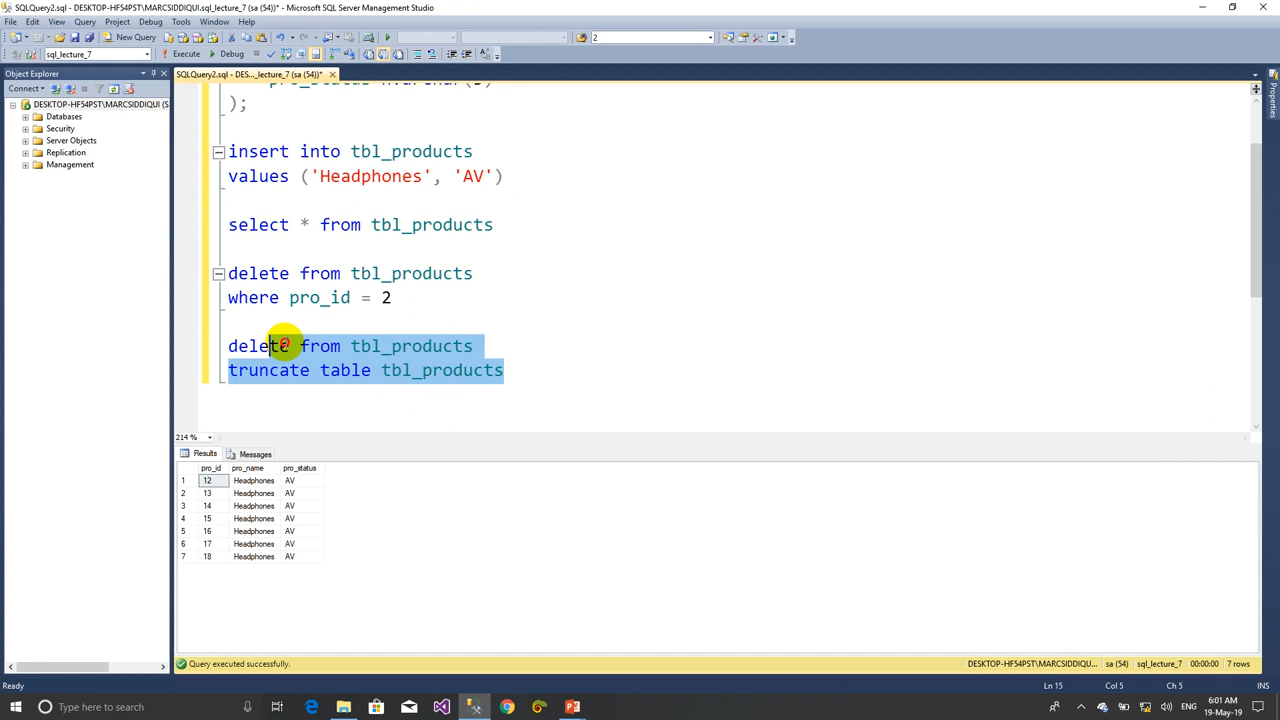 SQLQuery2.sql - DESKTOP-HF54PST\MARCSIDDIQUI.sql_lecture_7 (sa (54))* - Microsoft SQL Server Management Studio
File Edit View Query Project Debug Tools Window Help
New Query 2
sql_lecture_7 Execute Debug
Object Explorer
SQLQuery2.sql - DES..._lecture_7 (sa (54))*
Properties
Connect
DESKTOP-HF54PST\MARCSIDDIQUI (S
Databases
Security
Server Objects
Replication
Management
);
insert into tbl_products
values ('Headphones', 'AV')
select * from tbl_products
delete from tbl_products
where pro_id = 2
delete from tbl_products
truncate table tbl_products
214 %
Results Messages
pro_id pro_name pro_status
1 12 Headphones AV
2 13 Headphones AV
3 14 Headphones AV
4 15 Headphones AV
5 16 Headphones AV
6 17 Headphones AV
7 18 Headphones AV
Query executed successfully. DESKTOP-HF54PST\MARCSIDDIQU... sa (54) sql_lecture_7 00:00:00 7 rows
Ready Ln 15 Col 5 Ch 5 INS
Type here to search
6:01 AM
19-May-19